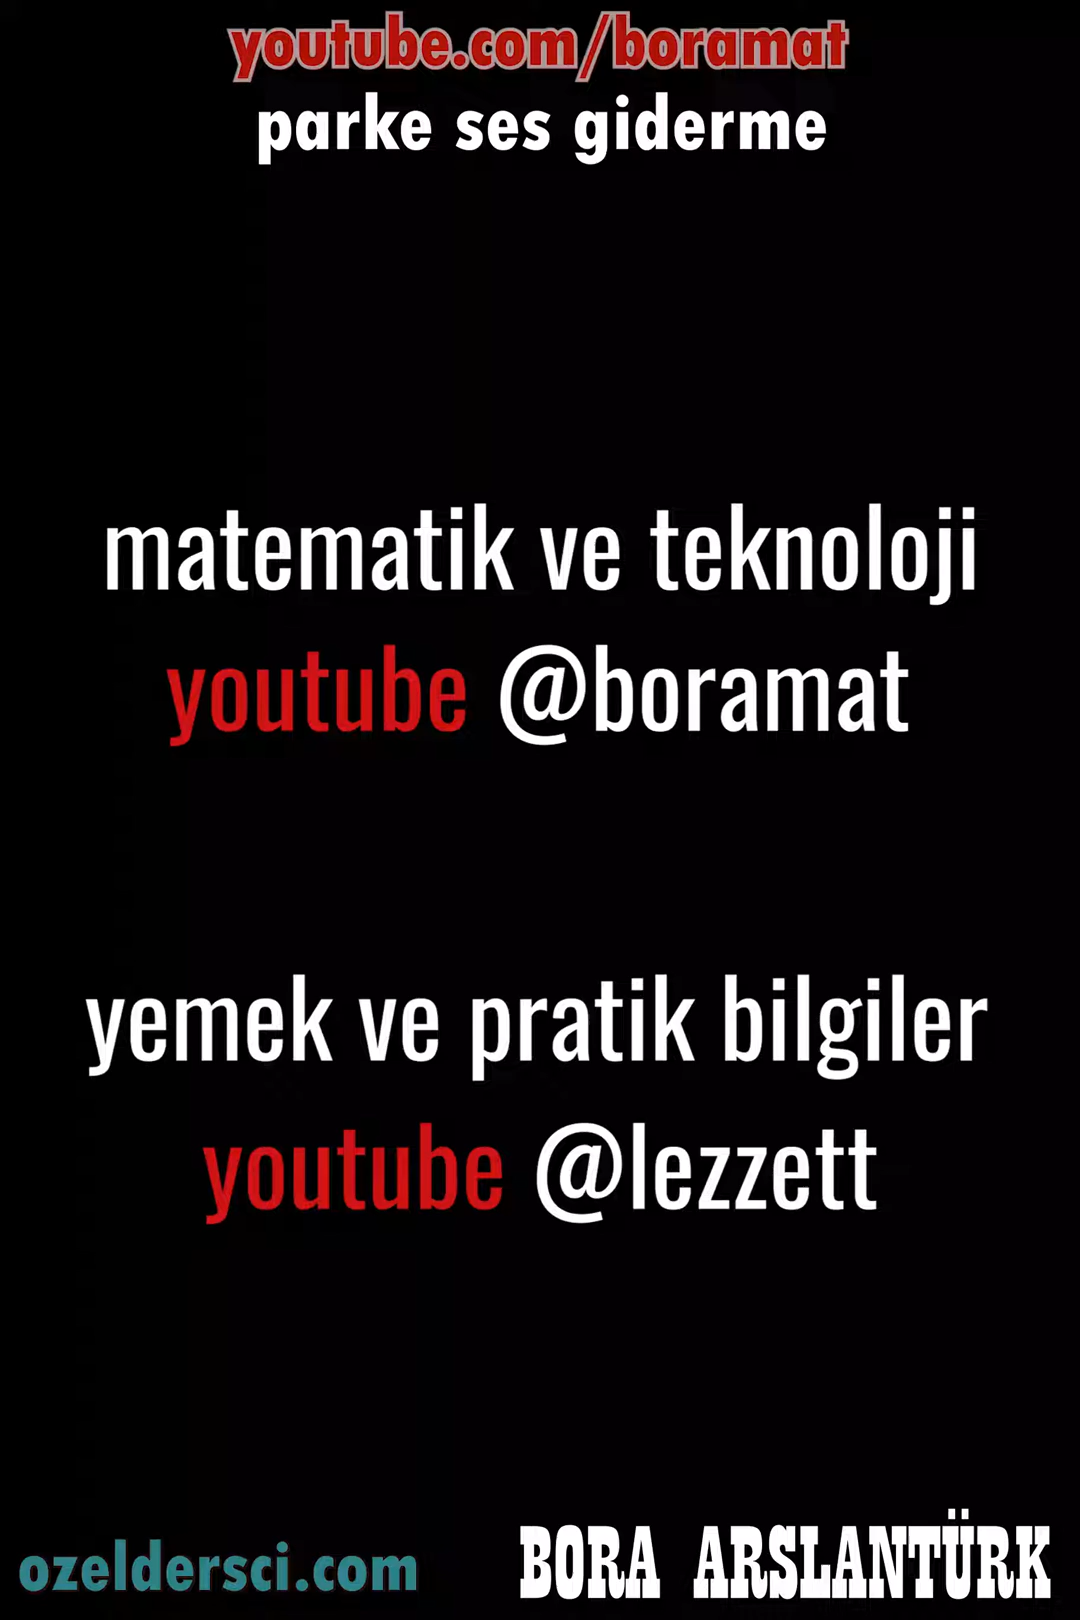 youtube.com/boramat
parke ses giderme
matematik ve teknoloji
youtube @boramat
yemek ve pratik bilgiler
youtube @lezzett
ozeldersci.com
BORA ARSLANTÜRK